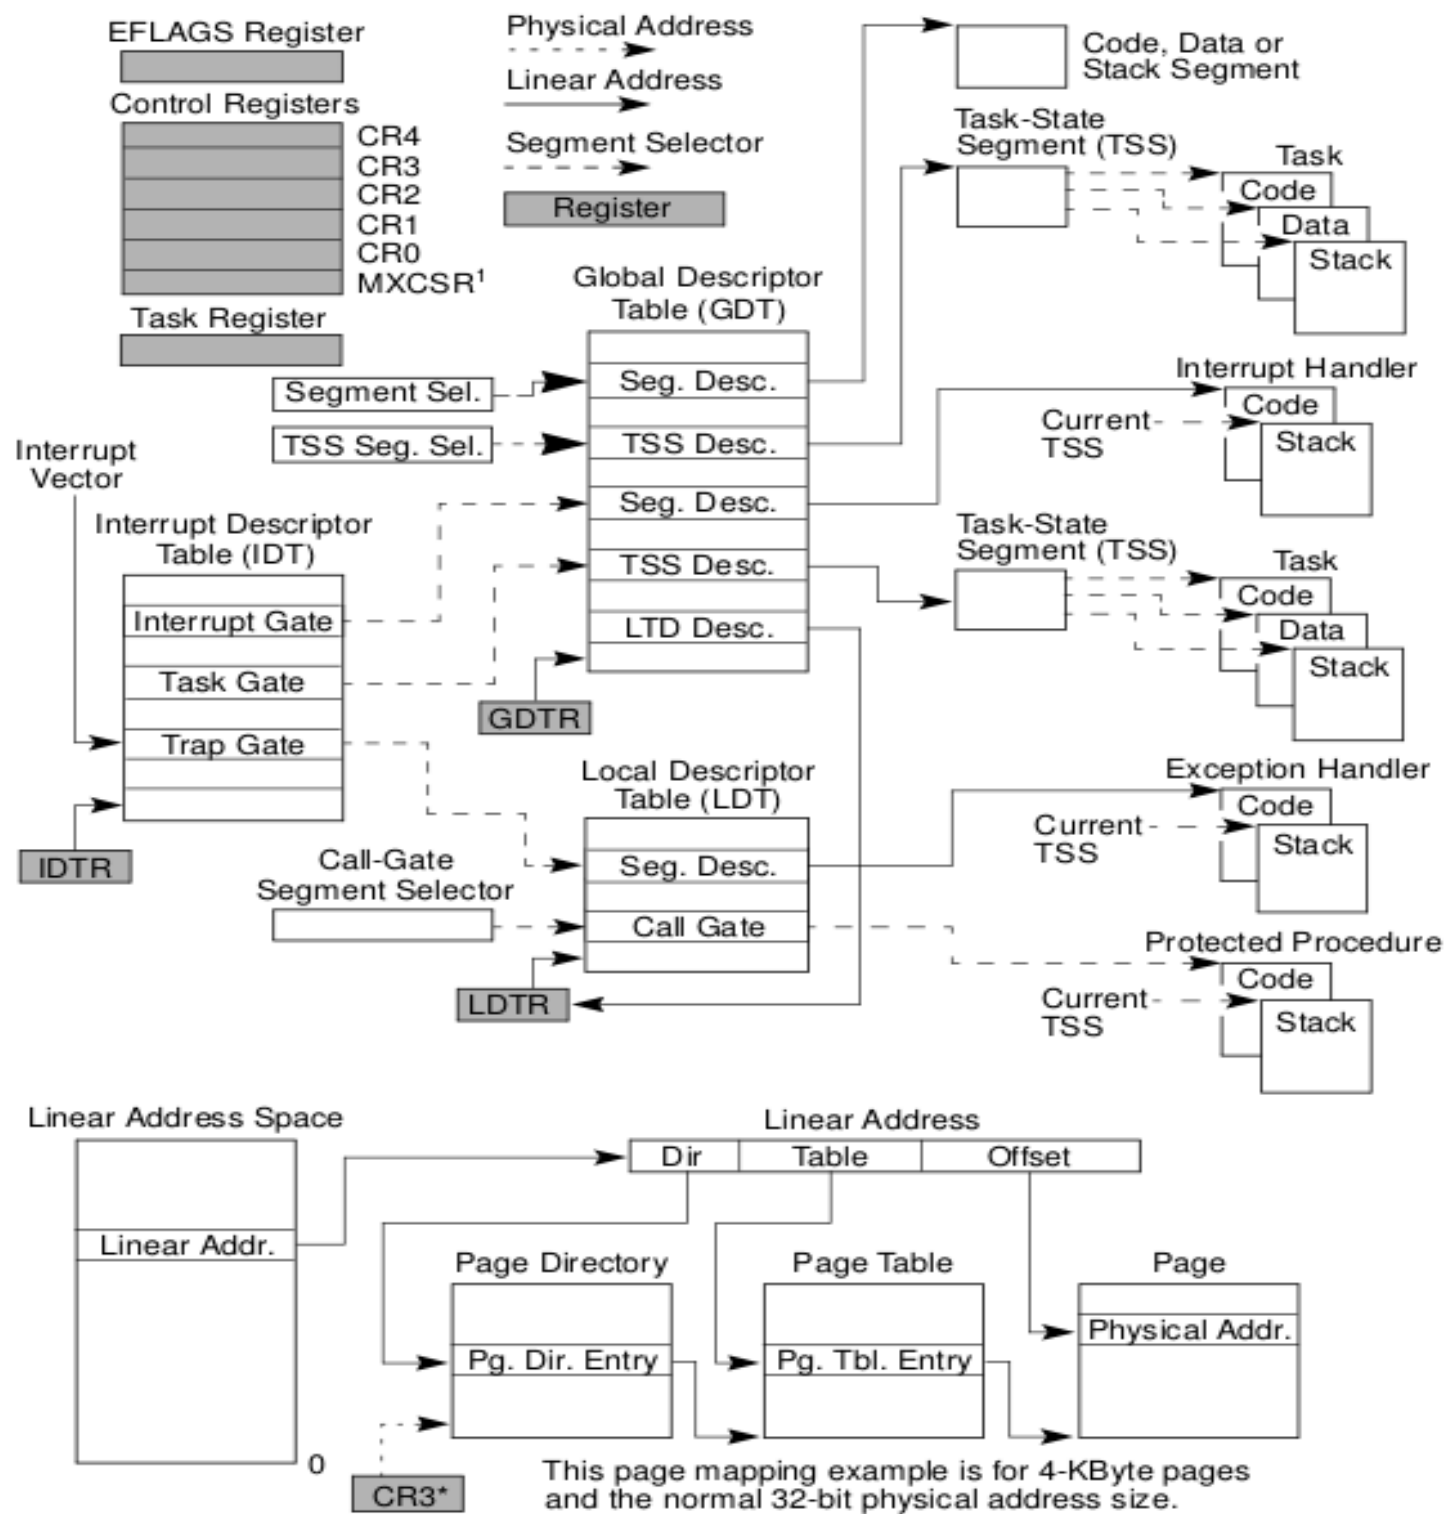 EFLAGS Register
Control Registers
CR4
CR3
CR2
CR1
CR0
MXCSR¹
Task Register
Physical Address
Linear Address
Segment Selector
Register
Code, Data or
Stack Segment
Task-State
Segment (TSS)
Task
Code
Data
Stack
Global Descriptor
Table (GDT)
Segment Sel.
Seg. Desc.
TSS Seg. Sel.
TSS Desc.
Seg. Desc.
TSS Desc.
LTD Desc.
GDTR
Interrupt Handler
Code
Current
TSS
Stack
Interrupt
Vector
Interrupt Descriptor
Table (IDT)
Interrupt Gate
Task Gate
Trap Gate
IDTR
Task-State
Segment (TSS)
Task
Code
Data
Stack
Local Descriptor
Table (LDT)
Seg. Desc.
Call-Gate
Segment Selector
Call Gate
LDTR
Exception Handler
Code
Current
TSS
Stack
Protected Procedure
Code
Current
TSS
Stack
Linear Address Space
Linear Addr.
0
Linear Address
Dir
Table
Offset
Page Directory
Pg. Dir. Entry
Page Table
Pg. Tbl. Entry
Page
Physical Addr.
CR3*
This page mapping example is for 4-KByte pages
and the normal 32-bit physical address size.